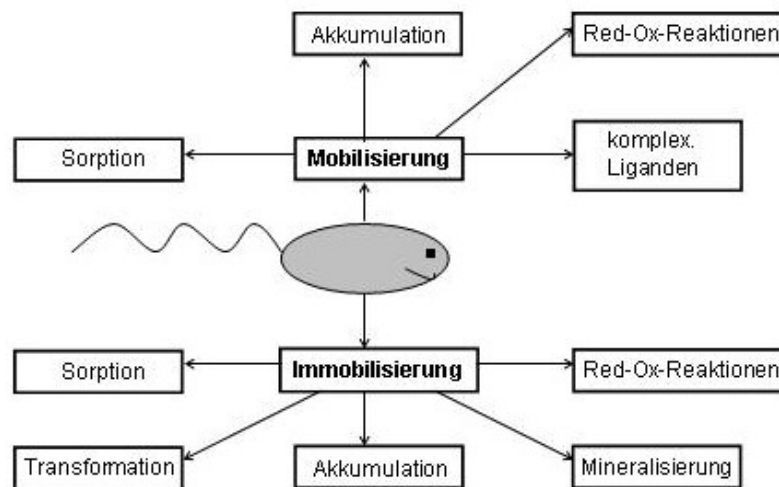 Akkumulation
Red-Ox-Reaktionen
Sorption
Mobilisierung
komplex.
Liganden
Sorption
Immobilisierung
Red-Ox-Reaktionen
Transformation
Akkumulation
Mineralisierung